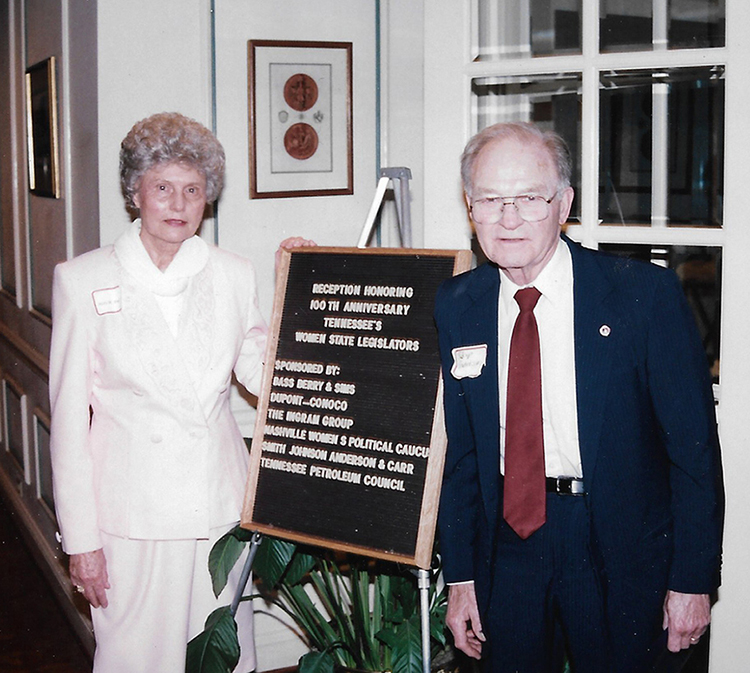 RECEPTION HONORING
100TH ANNIVERSARY
TENNESSEE'S
WOMEN STATE LEGISLATORS
SPONSORED BY:
BASS BERRY & SIMS
DUPONT-CONOCO
THE INGRAM GROUP
NASHVILLE WOMEN S POLITICAL CAUCU
SMITH JOHNSON ANDERSON & CARR
TENNESSEE PETROLEUM COUNCIL